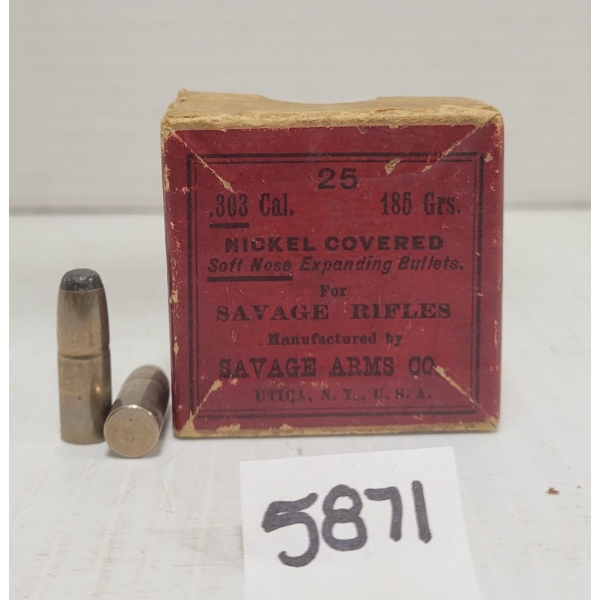 25
.303 Cal. 185 Grs.
NICKEL COVERED
Soft Nose Expanding Bullets.
For
SAVAGE RIFLES
Manufactured by
SAVAGE ARMS CO.
UTICA, N. Y., U. S. A.
5871